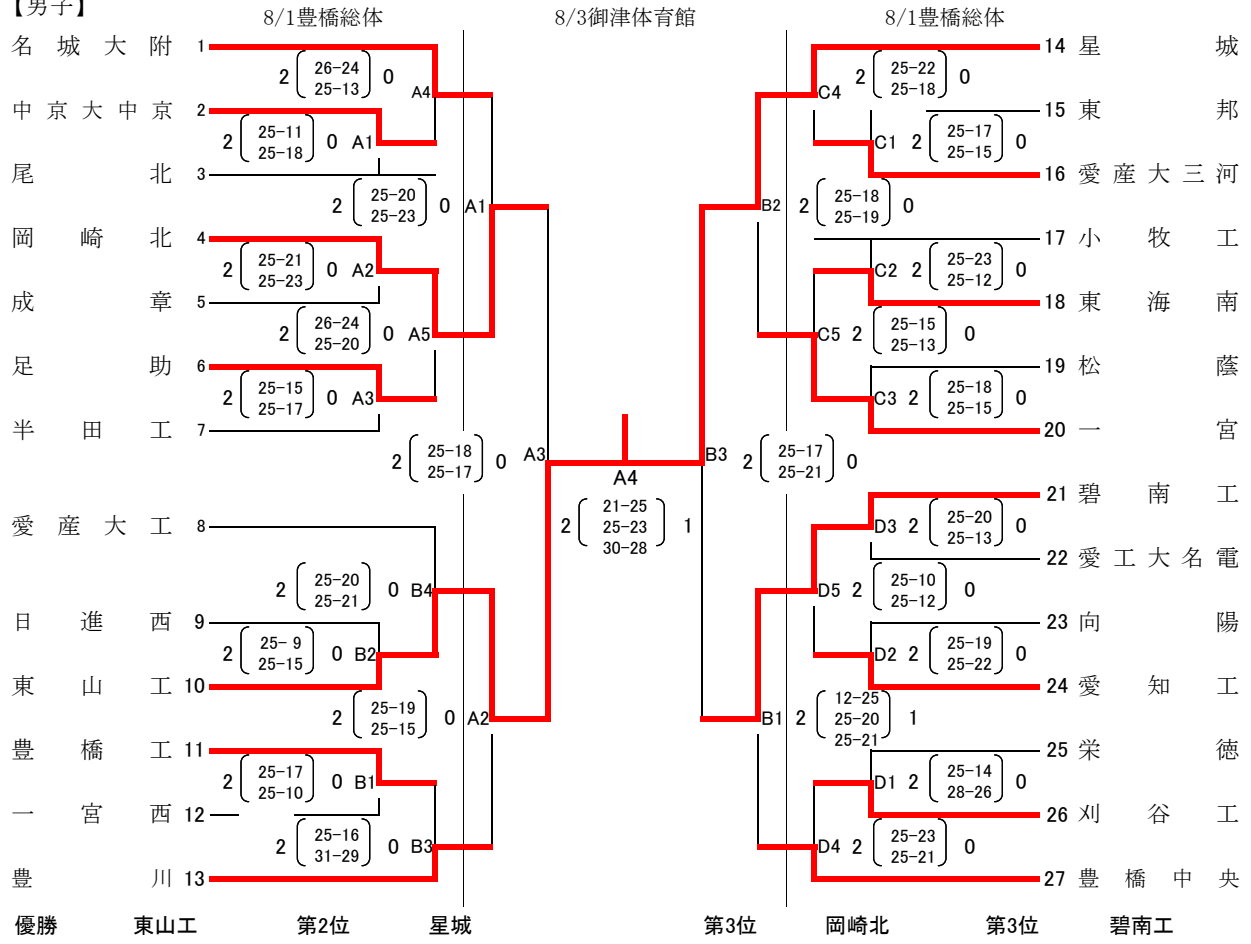 【男子】
8/1豊橋総体 8/3御津体育館 8/1豊橋総体
名城大附 1
2 26-24 0 A4
25-13
中京大中京 2
2 25-11 0 A1
25-18
尾北 3
2 25-20 0 A1
25-23
岡崎北 4
2 25-21 0 A2
25-23
成章 5
2 26-24 0 A5
25-20
足助 6
2 25-15 0 A3
25-17
半田工 7
2 25-18 0 A3
25-17
愛産大工 8
2 25-20 0 B4
25-21
日進西 9
2 25- 9 0 B2
25-15
東山工 10
2 25-19 0 A2
25-15
豊橋工 11
2 25-17 0 B1
25-10
一宮西 12
2 25-16 0 B3
31-29
豊川 13
A4
2 21-25 1
25-23
30-28
14 星城
C4 2 25-22 0
25-18
15 東邦
C1 2 25-17 0
25-15
16 愛産大三河
B2 2 25-18 0
25-19
17 小牧工
C2 2 25-23 0
25-12
18 東海南
C5 2 25-15 0
25-13
19 松蔭
C3 2 25-18 0
25-15
20 一宮
B3 2 25-17 0
25-21
21 碧南工
D3 2 25-20 0
25-13
22 愛工大名電
D5 2 25-10 0
25-12
23 向陽
D2 2 25-19 0
25-22
24 愛知工
B1 2 12-25 1
25-20
25-21
25 栄徳
D1 2 25-14 0
28-26
26 刈谷工
D4 2 25-23 0
25-21
27 豊橋中央
優勝 東山工 第2位 星城 第3位 岡崎北 第3位 碧南工